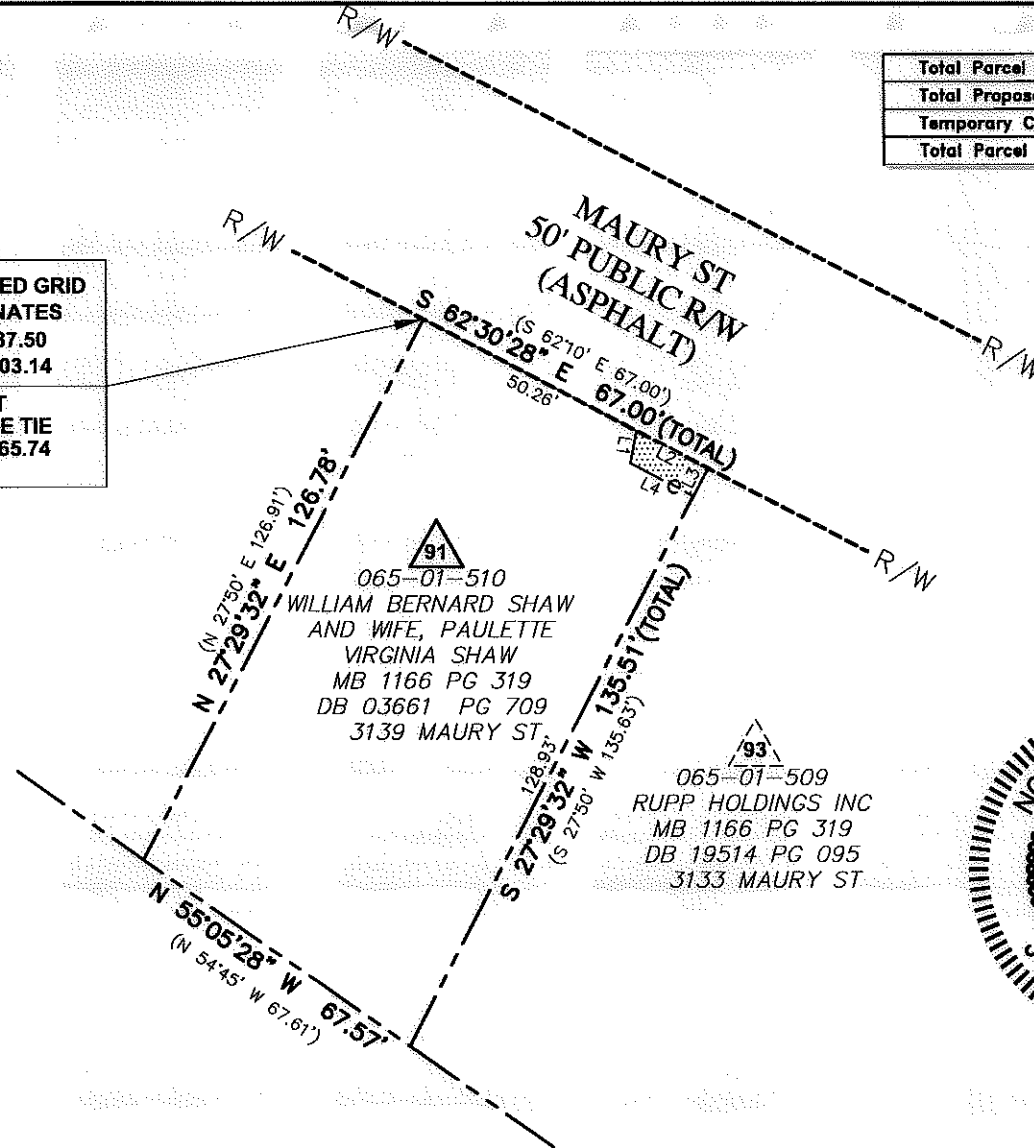 R/W
Total Parcel
Total Propose
Temporary C
Total Parcel
R/W
MAURY ST
50' PUBLIC R/W
(ASPHALT)
R/W
ED GRID
NATES
37.50
03.14
T
E TIE
65.74
S 62°30'28" E 67.00'(TOTAL)
(S 62°10' E 67.00')
50.26'
L1
L2
L3
L4
R/W
N 27°29'32" E 126.78'
(N 27°50' E 126.91')
91
065-01-510
WILLIAM BERNARD SHAW
AND WIFE, PAULETTE
VIRGINIA SHAW
MB 1166 PG 319
DB 03661 PG 709
3139 MAURY ST
128.93'
S 27°29'32" W 135.51'(TOTAL)
(S 27°50' W 135.63')
93
065-01-509
RUPP HOLDINGS INC
MB 1166 PG 319
DB 19514 PG 095
3133 MAURY ST
NO
N 55°05'28" W 67.57'
(N 54°45' W 67.61')